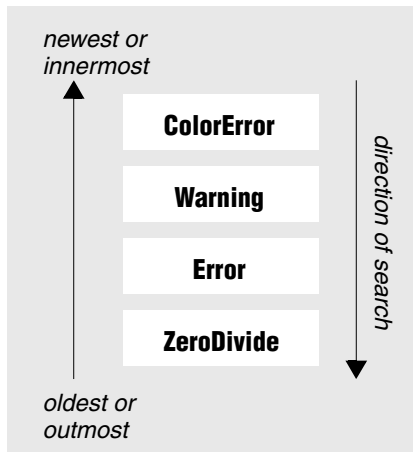 newest or
innermost
ColorError
Warning
Error
ZeroDivide
direction of search
oldest or
outmost